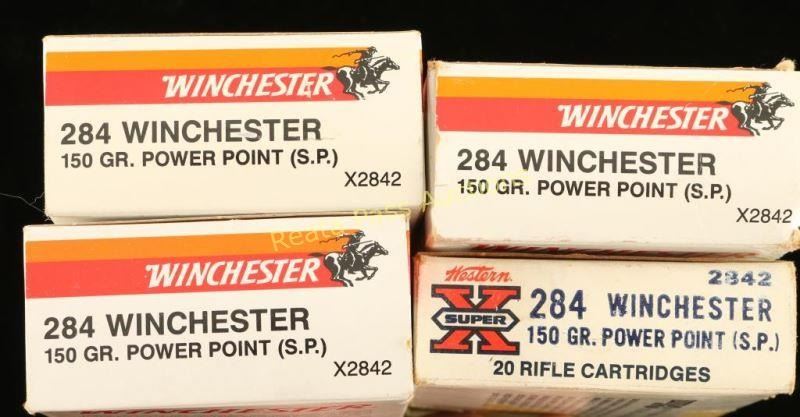 WINCHESTER
284 WINCHESTER
150 GR. POWER POINT (S.P.)
X2842
WINCHESTER
284 WINCHESTER
150 GR. POWER POINT (S.P.)
X2842
WINCHESTER
284 WINCHESTER
150 GR. POWER POINT (S.P.)
X2842
Western
2842
SUPER X
284 WINCHESTER
150 GR. POWER POINT (S.P.)
20 RIFLE CARTRIDGES